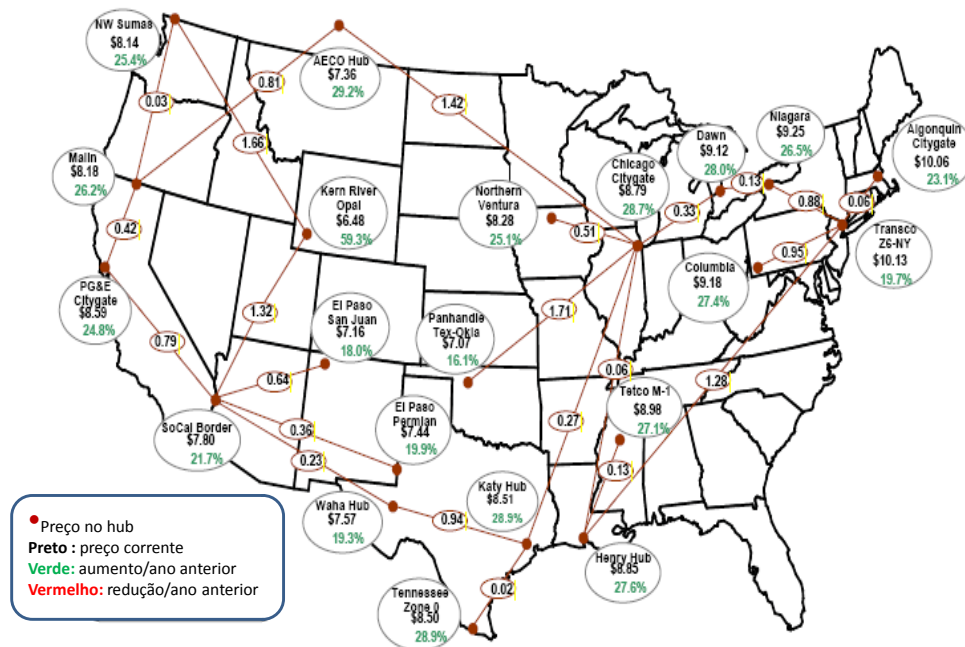 NW Sumas
$8.14
25.4%
AECO Hub
$7.36
29.2%
0.81
1.42
0.03
1.66
Malin
$8.18
26.2%
Kern River
Opal
$6.48
59.3%
Northern
Ventura
$8.28
25.1%
0.51
Chicago
Citygate
$8.79
28.7%
0.33
Dawn
$9.12
28.0%
0.13
Niagara
$9.25
26.5%
0.88
Algonquin
Citygate
$10.06
23.1%
0.06
Transco
Z6-NY
$10.13
19.7%
0.95
Columbia
$9.18
27.4%
0.42
PG&E
Citygate
$8.59
24.8%
0.79
1.32
El Paso
San Juan
$7.16
18.0%
Panhandle
Tex-Okla
$7.07
16.1%
1.71
0.06
1.28
0.64
SoCal Border
$7.80
21.7%
0.36
0.23
El Paso
Permian
$7.44
19.9%
0.27
Tetco M-1
$8.98
27.1%
0.13
Waha Hub
$7.57
19.3%
0.94
Katy Hub
$8.51
28.9%
Henry Hub
$8.85
27.6%
0.02
Tennessee
Zone 0
$8.50
28.9%
Preço no hub
Preto : preço corrente
Verde: aumento/ano anterior
Vermelho: redução/ano anterior